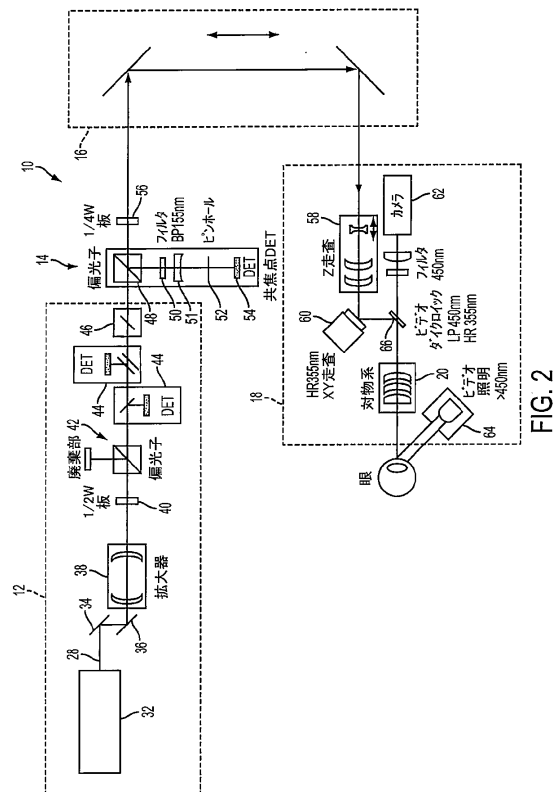 10
12
32
28
34
36
38
拡大器
1/2W
板
40
廃棄部
42
偏光子
DET
44
DET
44
46
14
偏光子
48
50
51
52
54
フィルタ
BP155nm
ピンホール
DET
共焦点DET
1/4W
板
56
16
18
58
Z走査
60
HR355nm
XY走査
カメラ
62
フィルタ
450nm
66
ビデオ
ダイクロイック
LP450nm
HR355nm
対物系
20
ビデオ
照明
>450nm
64
眼
FIG. 2